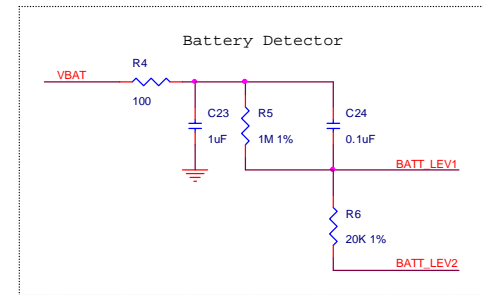 Battery Detector
R4
VBAT
100
C23
R5
C24
1uF
1M 1%
0.1uF
BATT_LEV1
R6
20K 1%
BATT_LEV2